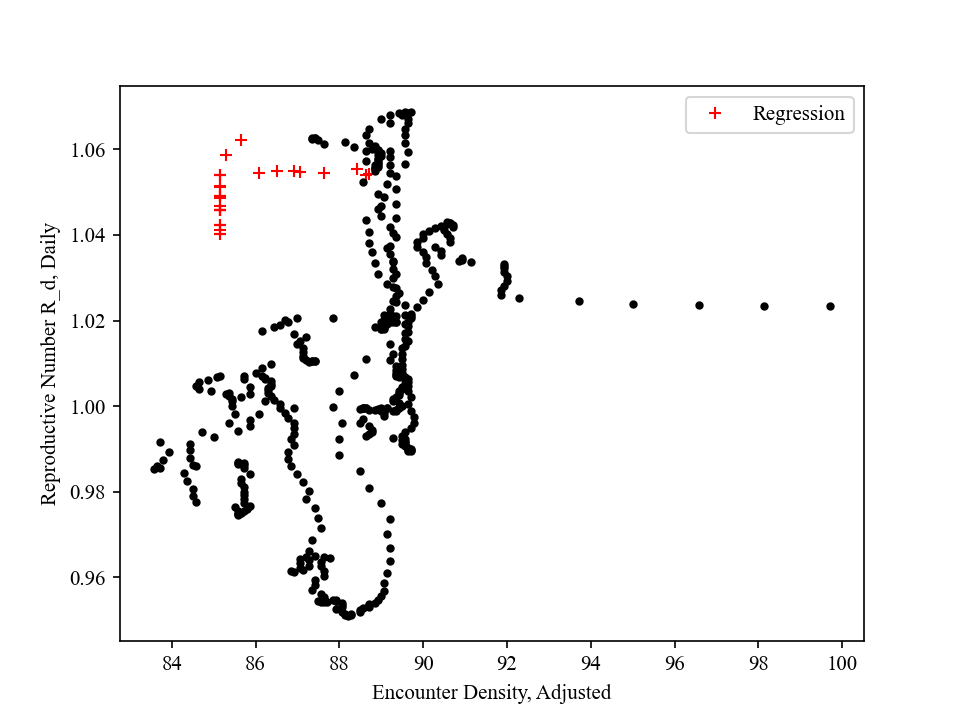 Regression
1.06
1.04
1.02
1.00
0.98
0.96
Reproductive Number R_d, Daily
84 86 88 90 92 94 96 98 100
Encounter Density, Adjusted